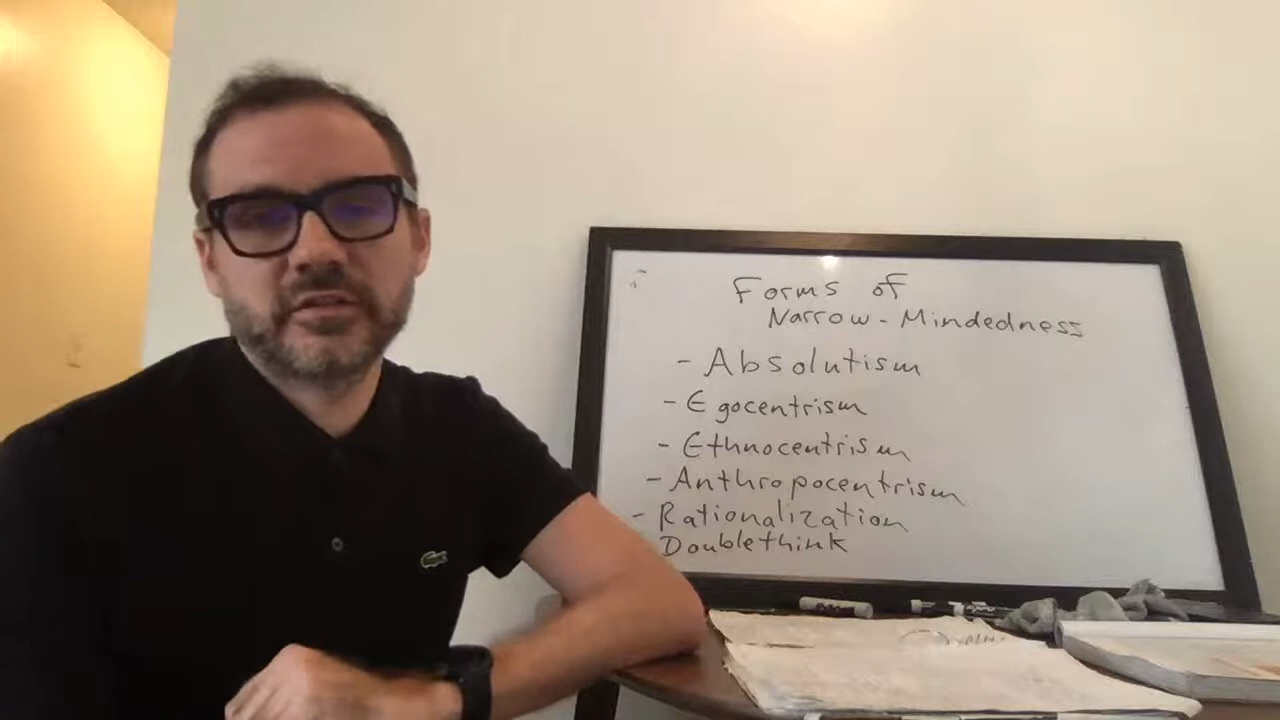 Forms of
Narrow-Mindedness
- Absolutism
- Egocentrism
- Ethnocentrism
- Anthropocentrism
- Rationalization
Doublethink